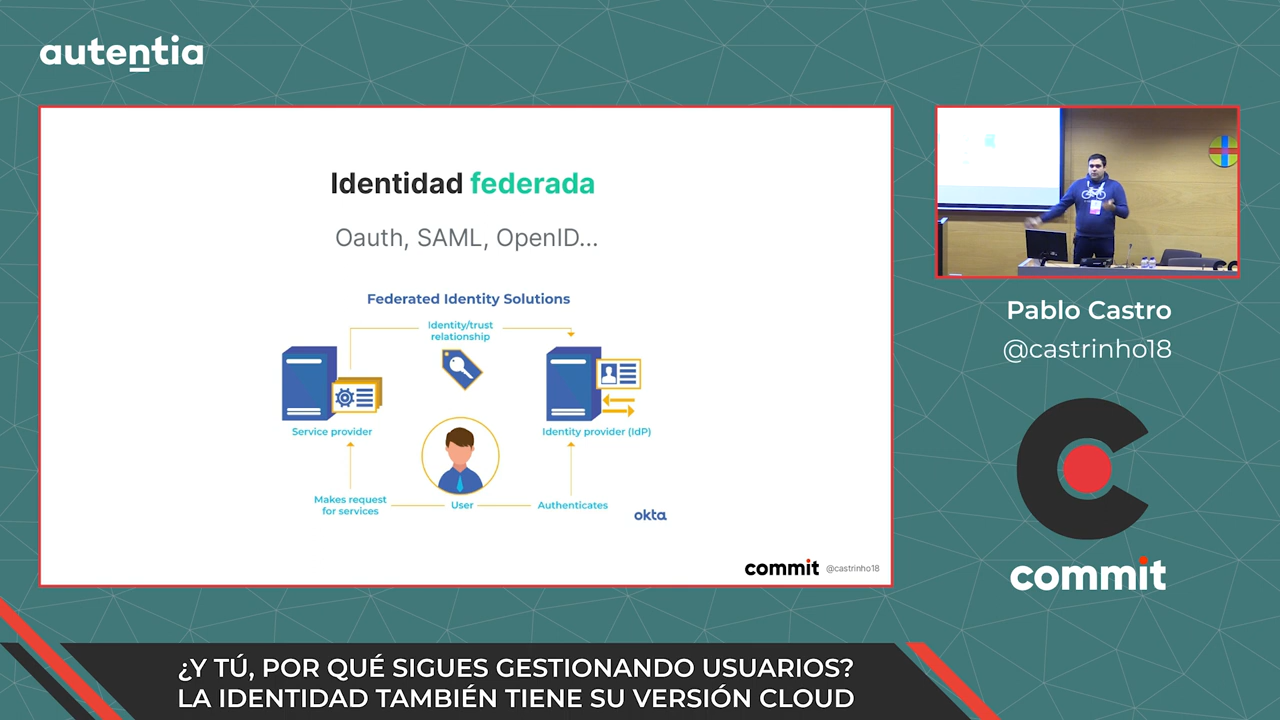 autentia
Identidad federada
Oauth, SAML, OpenID...
Federated Identity Solutions
Identity/trust
relationship
Service provider
Identity provider (IdP)
Makes request
for services
User
Authenticates
okta
commit @castrinho18
Pablo Castro
@castrinho18
commit
¿Y TÚ, POR QUÉ SIGUES GESTIONANDO USUARIOS?
LA IDENTIDAD TAMBIÉN TIENE SU VERSIÓN CLOUD